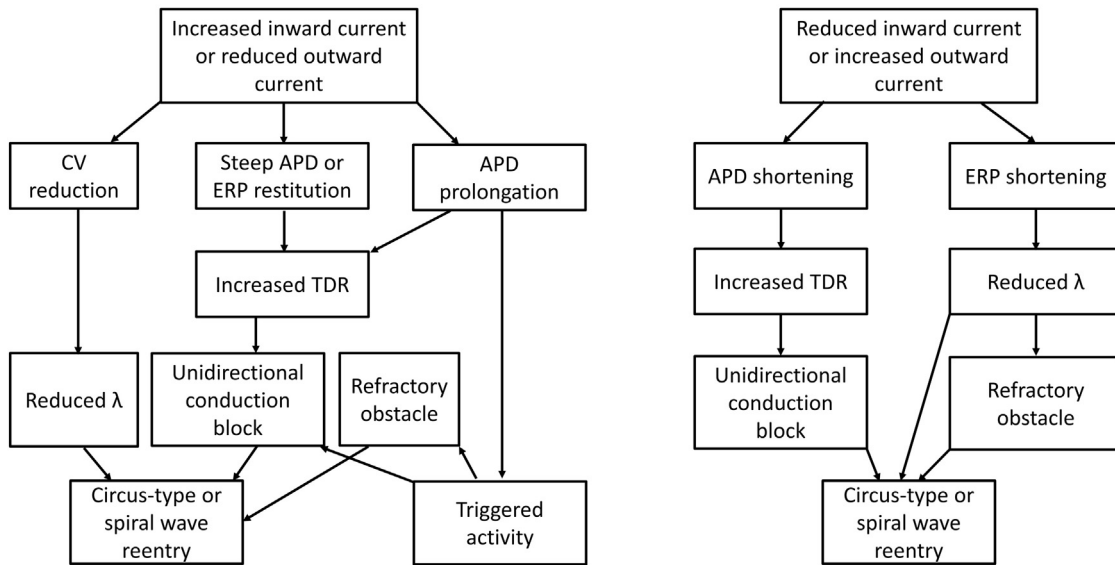 Increased inward current
or reduced outward
current
CV
reduction
Steep APD or
ERP restitution
APD
prolongation
Increased TDR
Reduced λ
Unidirectional
conduction
block
Refractory
obstacle
Circus-type or
spiral wave
reentry
Triggered
activity
Reduced inward current
or increased outward
current
APD shortening
ERP shortening
Increased TDR
Reduced λ
Unidirectional
conduction
block
Refractory
obstacle
Circus-type or
spiral wave
reentry